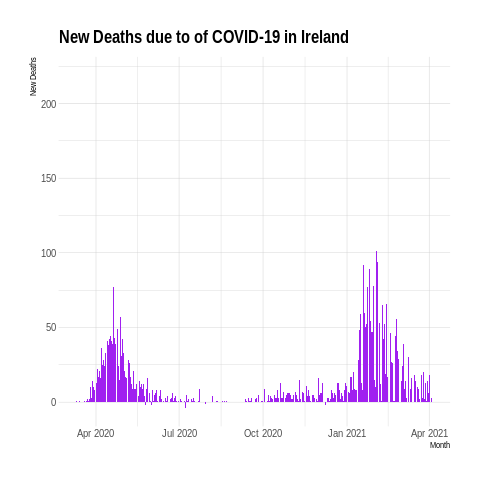 New Deaths due to of COVID-19 in Ireland
New Deaths
200
150
100
50
0
Apr 2020 Jul 2020 Oct 2020 Jan 2021 Apr 2021
Month